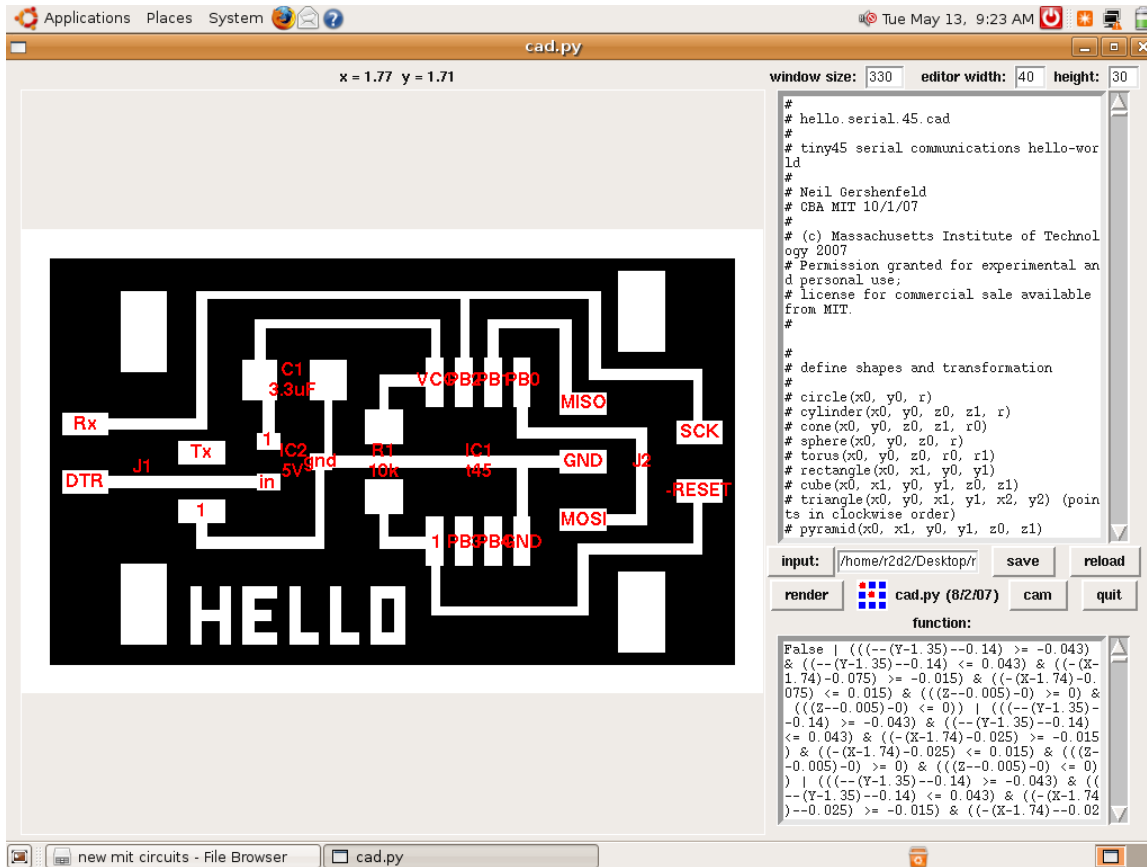 Applications Places System
Tue May 13, 9:23 AM
cad.py
x = 1.77 y = 1.71
window size: 330 editor width: 40 height: 30
C1
3.3uF
VCC PB2 PB1 PB0
MISO
Rx
1
Tx
IC2
5V
gnd
R1
10k
IC1
t45
SCK
J1
GND
J2
DTR
in
-RESET
1
MOSI
1 PB3 PB4 GND
HELLO
#
# hello.serial.45.cad
#
# tiny45 serial communications hello-wor
ld
#
# Neil Gershenfeld
# CBA MIT 10/1/07
#
# (c) Massachusetts Institute of Technol
ogy 2007
# Permission granted for experimental an
d personal use;
# license for commercial sale available
from MIT.
#
#
# define shapes and transformation
#
# circle(x0, y0, r)
# cylinder(x0, y0, z0, z1, r)
# cone(x0, y0, z0, z1, r0)
# sphere(x0, y0, z0, r)
# torus(x0, y0, z0, r0, r1)
# rectangle(x0, x1, y0, y1)
# cube(x0, x1, y0, y1, z0, z1)
# triangle(x0, y0, x1, y1, x2, y2) (poin
ts in clockwise order)
# pyramid(x0, x1, y0, y1, z0, z1)
input: /home/r2d2/Desktop/r save reload
render cad.py (8/2/07) cam quit
function:
False | (((--(Y-1.35)--0.14) >= -0.043)
& ((--(Y-1.35)--0.14) <= 0.043) & ((-(X-
1.74)-0.075) >= -0.015) & ((-(X-1.74)-0.
075) <= 0.015) & (((Z--0.005)-0) >= 0) &
(((Z--0.005)-0) <= 0)) | (((--(Y-1.35)-
-0.14) >= -0.043) & ((--(Y-1.35)--0.14)
<= 0.043) & ((-(X-1.74)-0.025) >= -0.015
) & ((-(X-1.74)-0.025) <= 0.015) & (((Z-
-0.005)-0) >= 0) & (((Z--0.005)-0) <= 0)
) | (((--(Y-1.35)--0.14) >= -0.043) & ((
--(Y-1.35)--0.14) <= 0.043) & ((-(X-1.74
)--0.025) >= -0.015) & ((-(X-1.74)--0.02
new mit circuits - File Browser
cad.py